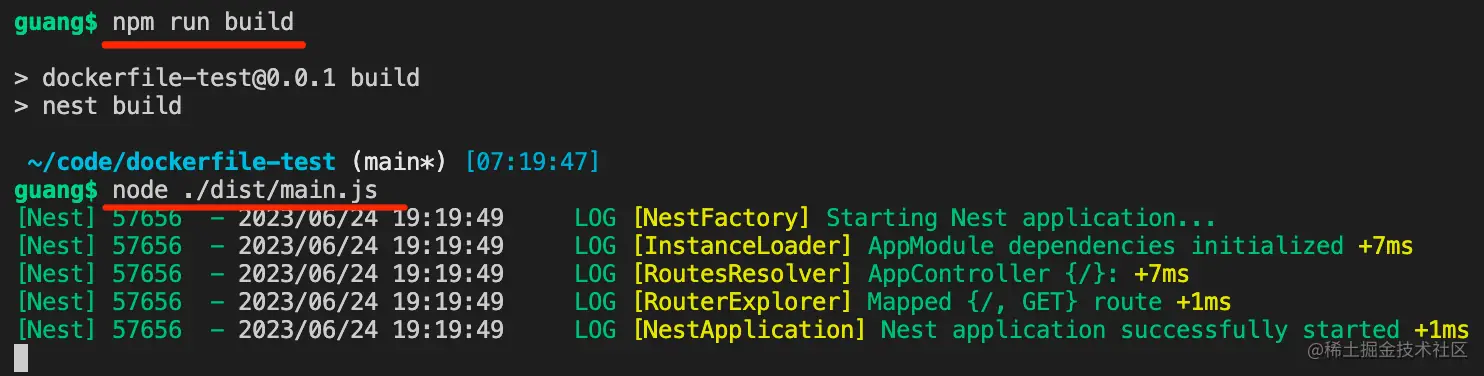 guang$ npm run build
> dockerfile-test@0.0.1 build
> nest build
~/code/dockerfile-test (main*) [07:19:47]
guang$ node ./dist/main.js
[Nest] 57656  - 2023/06/24 19:19:49     LOG [NestFactory] Starting Nest application...
[Nest] 57656  - 2023/06/24 19:19:49     LOG [InstanceLoader] AppModule dependencies initialized +7ms
[Nest] 57656  - 2023/06/24 19:19:49     LOG [RoutesResolver] AppController {/}: +7ms
[Nest] 57656  - 2023/06/24 19:19:49     LOG [RouterExplorer] Mapped {/, GET} route +1ms
[Nest] 57656  - 2023/06/24 19:19:49     LOG [NestApplication] Nest application successfully started +1ms
@稀土掘金技术社区